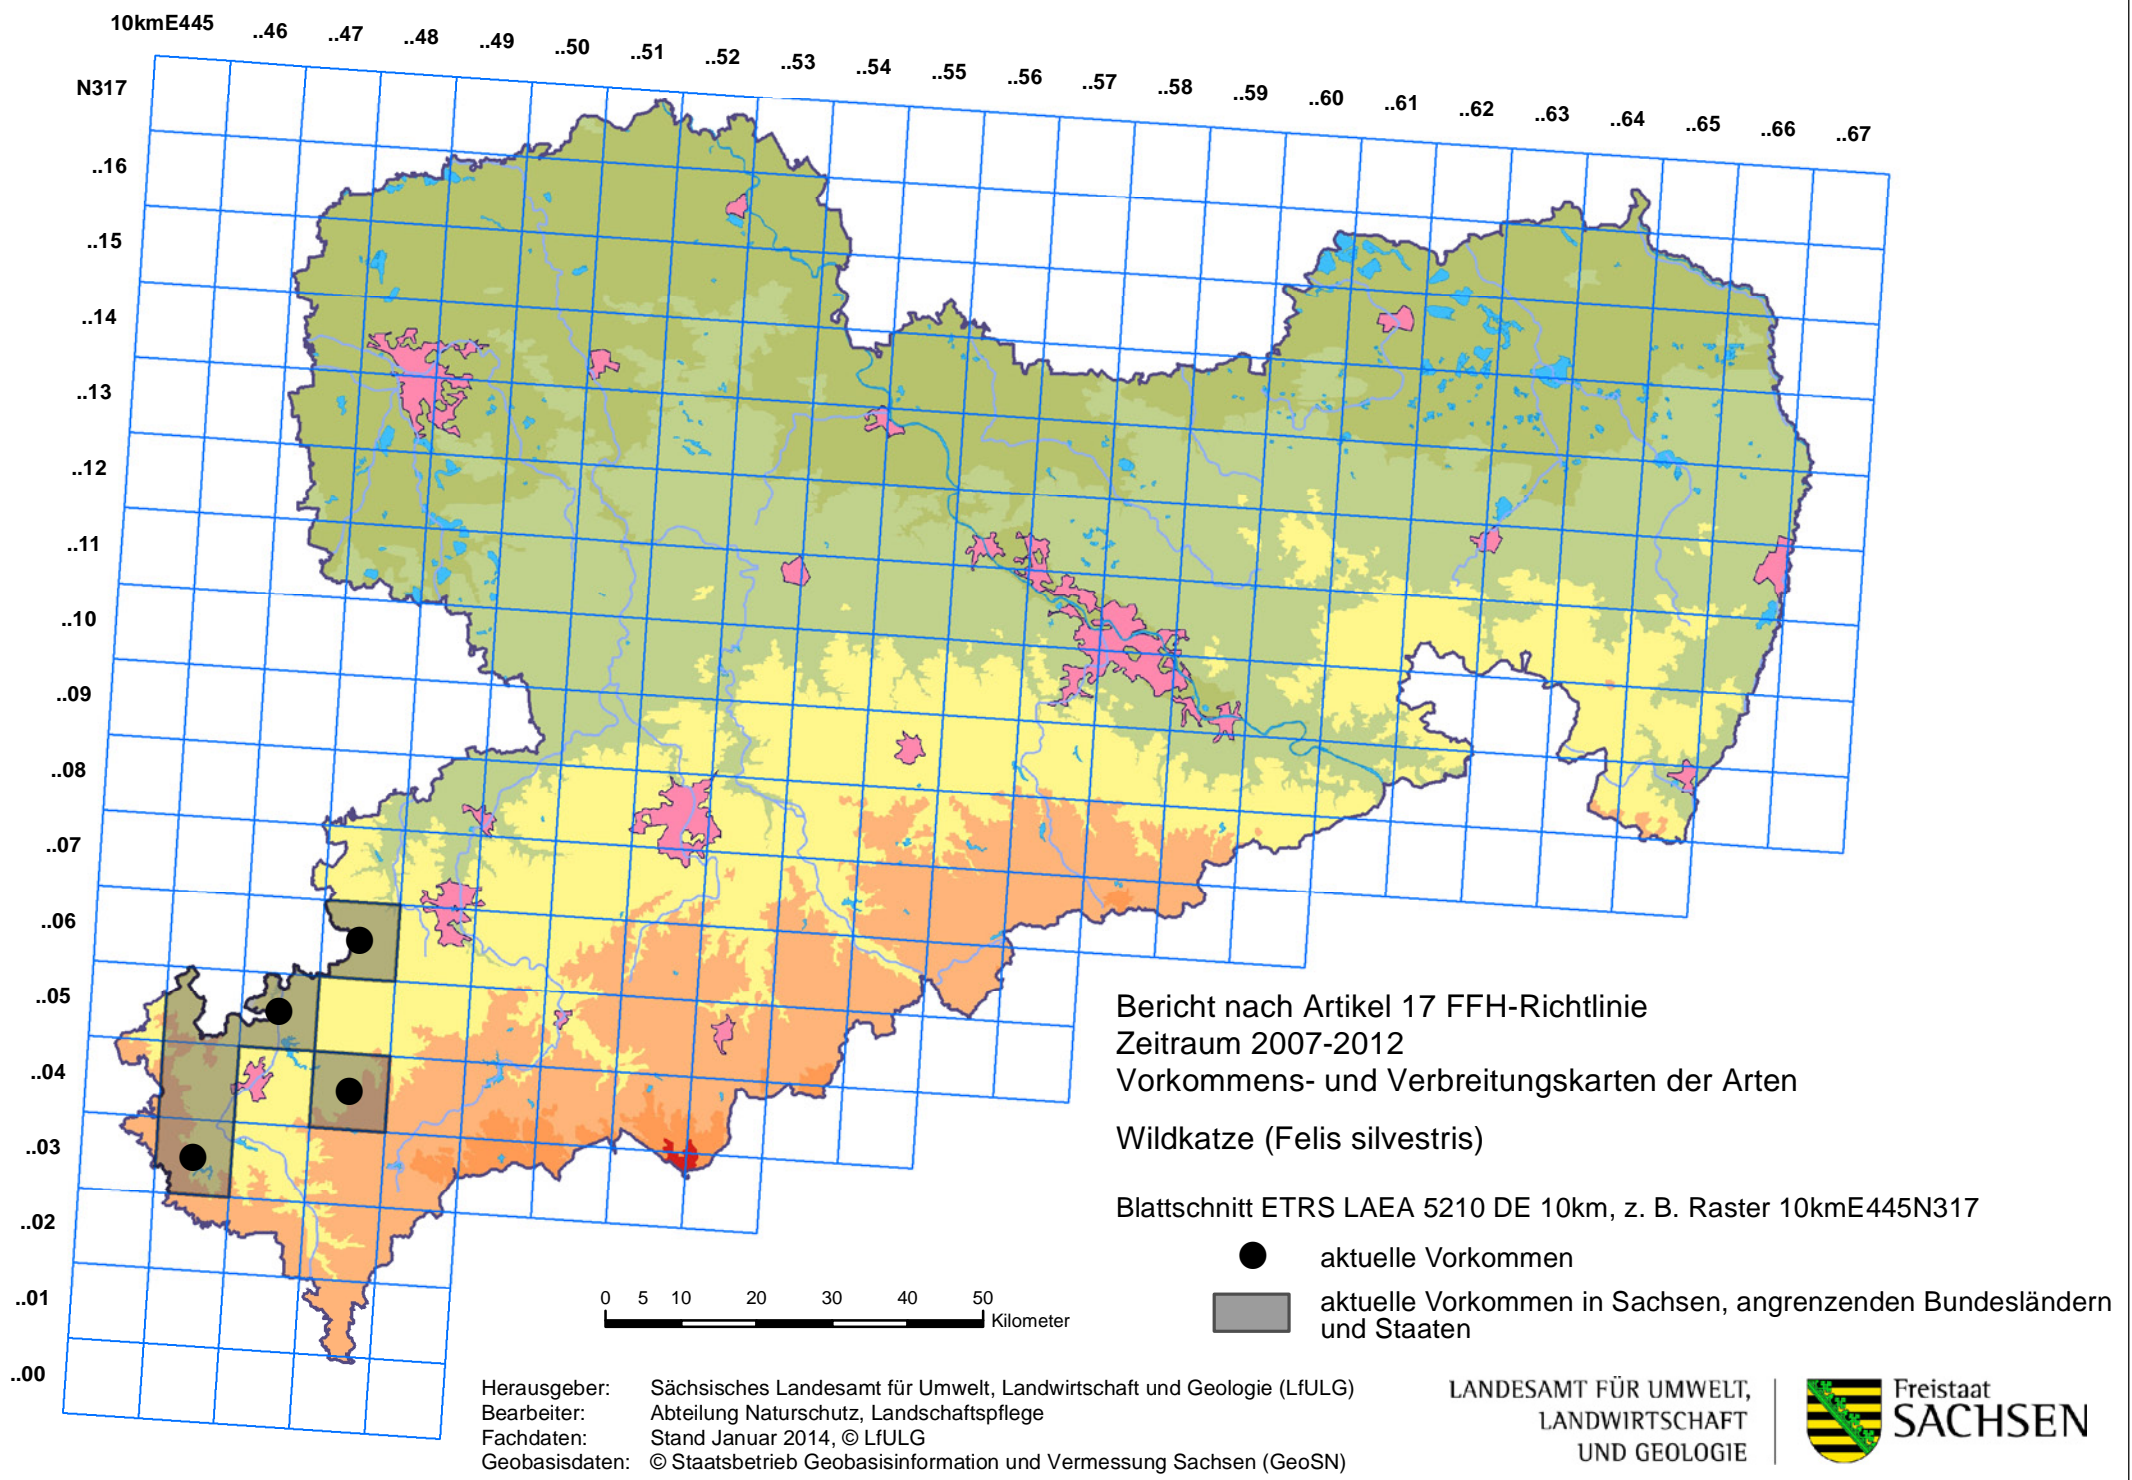 10kmE445 ..46 ..47 ..48 ..49 ..50 ..51 ..52 ..53 ..54 ..55 ..56 ..57 ..58 ..59 ..60 ..61 ..62 ..63 ..64 ..65 ..66 ..67
N317
..16
..15
..14
..13
..12
..11
..10
..09
..08
..07
..06
..05
..04
..03
..02
..01
..00
Bericht nach Artikel 17 FFH-Richtlinie
Zeitraum 2007-2012
Vorkommens- und Verbreitungskarten der Arten
Wildkatze (Felis silvestris)
Blattschnitt ETRS LAEA 5210 DE 10km, z. B. Raster 10kmE445N317
aktuelle Vorkommen
aktuelle Vorkommen in Sachsen, angrenzenden Bundesländern
und Staaten
0 5 10 20 30 40 50
Kilometer
Herausgeber: Sächsisches Landesamt für Umwelt, Landwirtschaft und Geologie (LfULG)
Bearbeiter: Abteilung Naturschutz, Landschaftspflege
Fachdaten: Stand Januar 2014, © LfULG
Geobasisdaten: © Staatsbetrieb Geobasisinformation und Vermessung Sachsen (GeoSN)
LANDESAMT FÜR UMWELT,
LANDWIRTSCHAFT
UND GEOLOGIE
Freistaat
SACHSEN